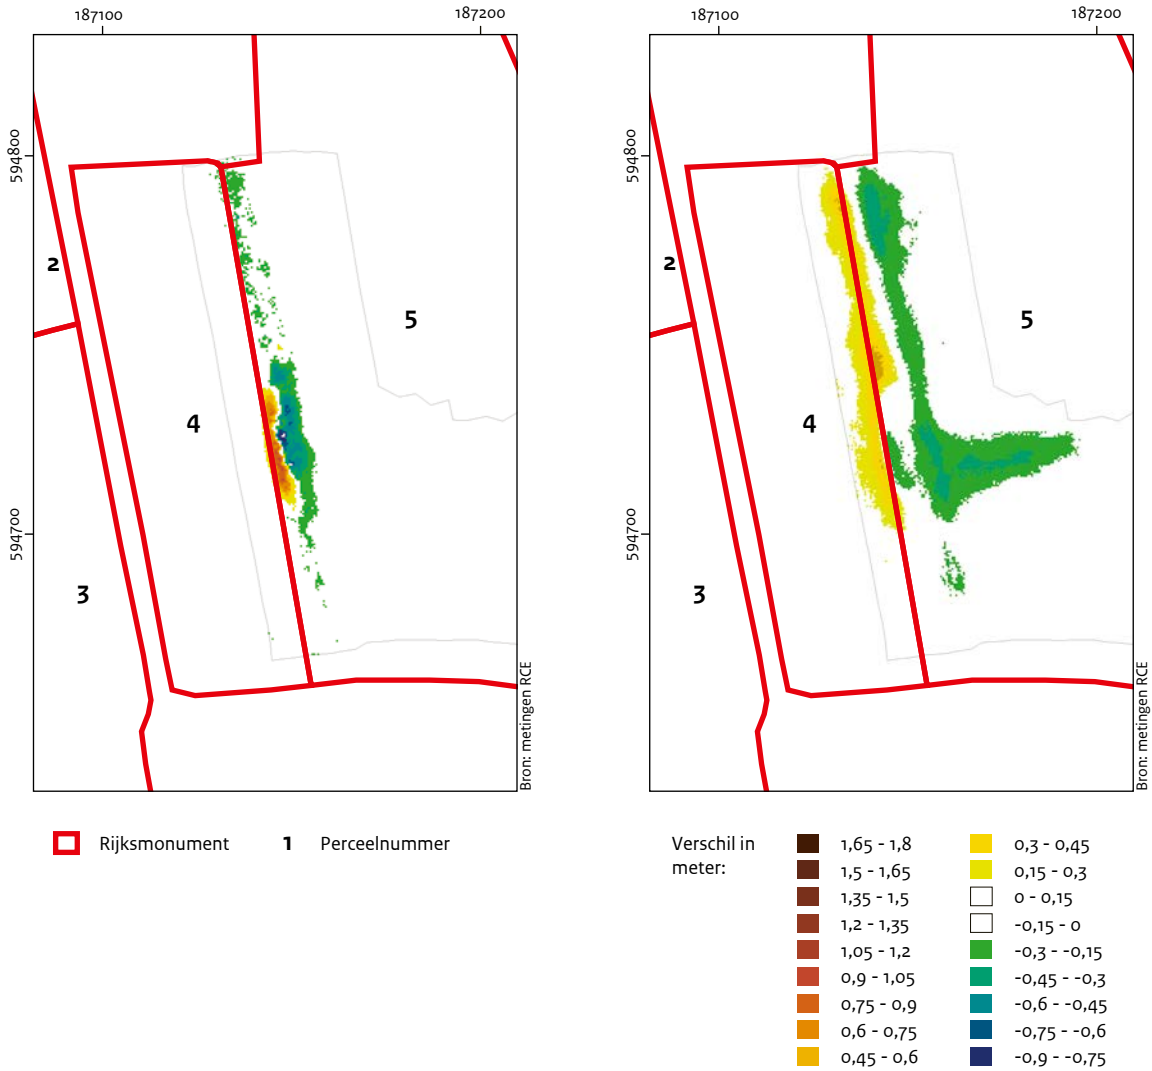 187100
187200
187100
187200
594800
594700
2
3
4
5
Bron: metingen RCE
594800
594700
2
3
4
5
Bron: metingen RCE
Rijksmonument
1 Perceelnummer
Verschil in
meter:
1,65 - 1,8
1,5 - 1,65
1,35 - 1,5
1,2 - 1,35
1,05 - 1,2
0,9 - 1,05
0,75 - 0,9
0,6 - 0,75
0,45 - 0,6
0,3 - 0,45
0,15 - 0,3
0 - 0,15
-0,15 - 0
-0,3 - -0,15
-0,45 - -0,3
-0,6 - -0,45
-0,75 - -0,6
-0,9 - -0,75